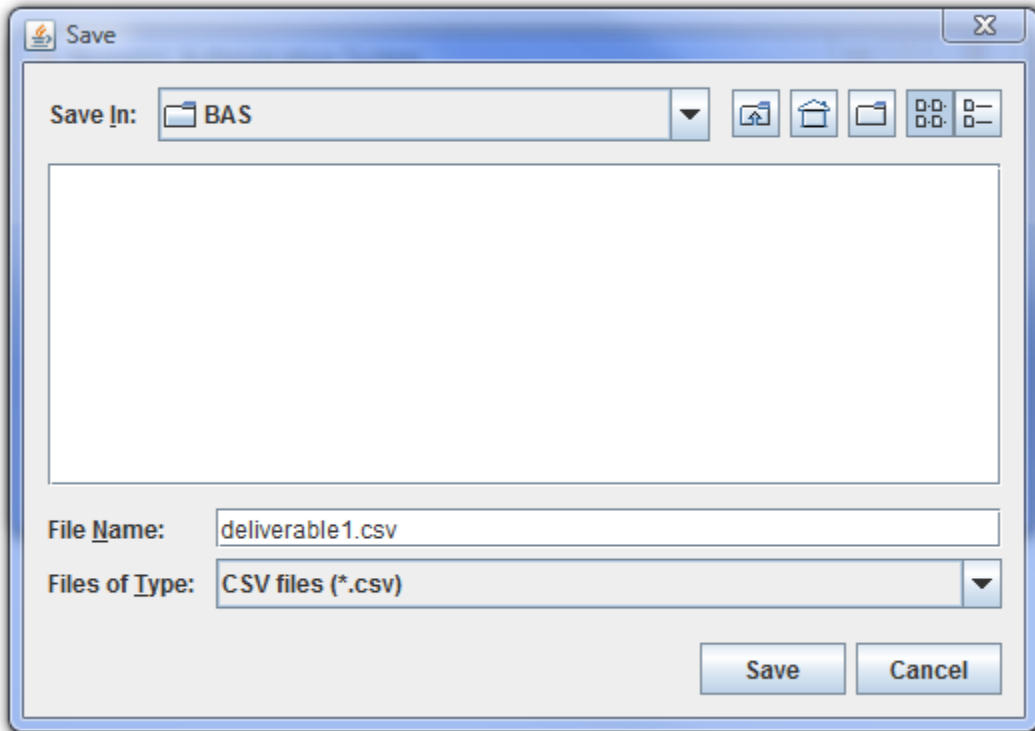 Save
Save In: BAS
File Name: deliverable1.csv
Files of Type: CSV files (*.csv)
Save Cancel